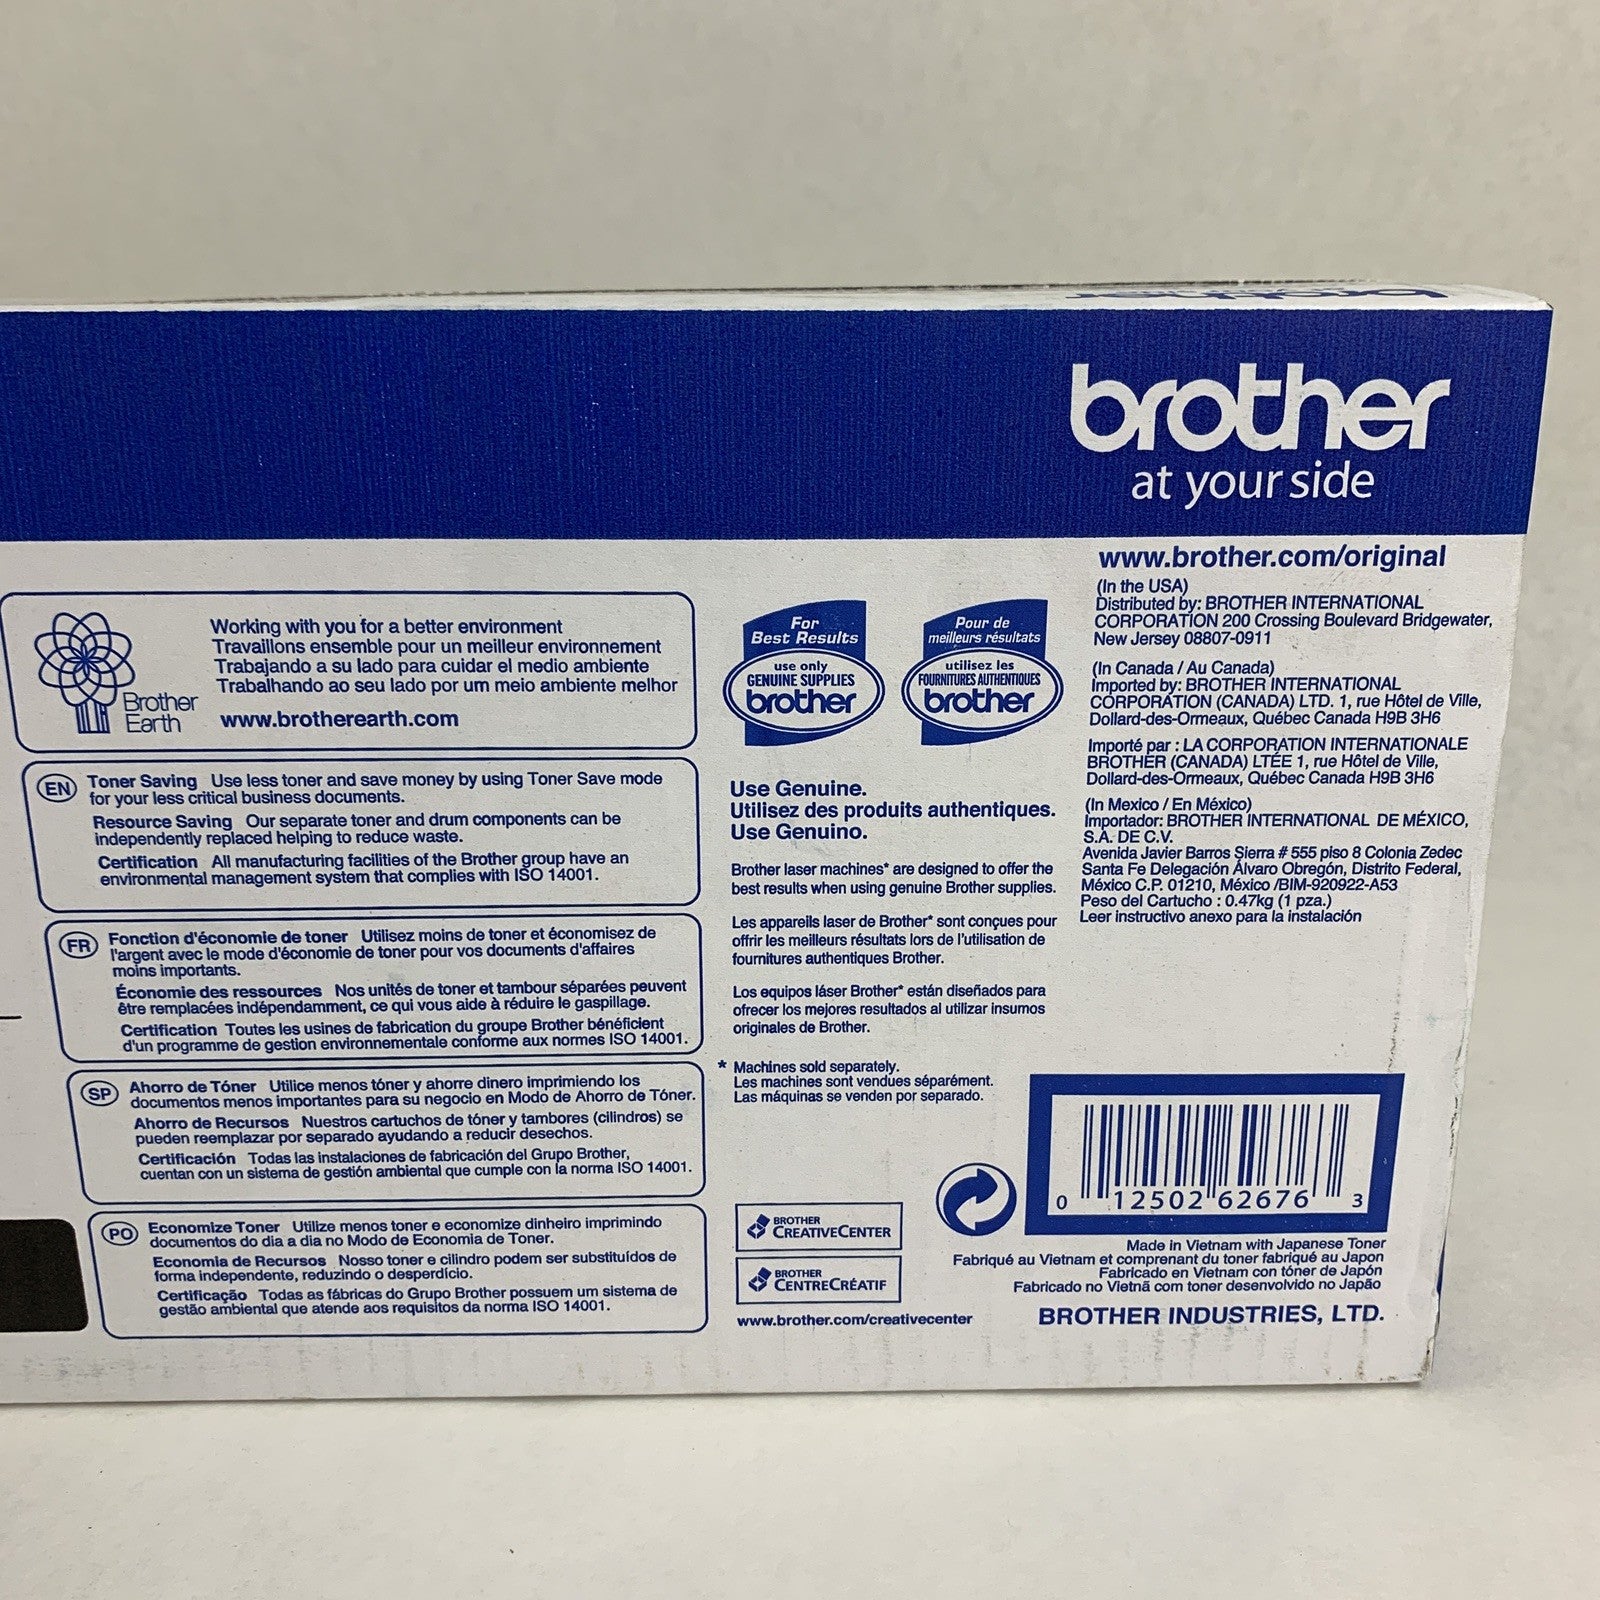 brother
brother
at your side
www.brother.com/original
(In the USA)
Distributed by: BROTHER INTERNATIONAL
CORPORATION 200 Crossing Boulevard Bridgewater,
New Jersey 08807-0911
(In Canada / Au Canada)
Imported by: BROTHER INTERNATIONAL
CORPORATION (CANADA) LTD. 1, rue Hôtel de Ville,
Dollard-des-Ormeaux, Québec Canada H9B 3H6
Importé par : LA CORPORATION INTERNATIONALE
BROTHER (CANADA) LTÉE 1, rue Hôtel de Ville,
Dollard-des-Ormeaux, Québec Canada H9B 3H6
(In Mexico / En México)
Importador: BROTHER INTERNATIONAL DE MÉXICO,
S.A. DE C.V.
Avenida Javier Barros Sierra # 555 piso 8 Colonia Zedec
Santa Fe Delegación Álvaro Obregón, Distrito Federal,
México C.P. 01210, México /BIM-920922-A53
Peso del Cartucho : 0.47kg (1 pza.)
Leer instructivo anexo para la instalación
Brother
Earth
Working with you for a better environment
Travaillons ensemble pour un meilleur environnement
Trabajando a su lado para cuidar el medio ambiente
Trabalhando ao seu lado por um meio ambiente melhor
www.brotherearth.com
EN Toner Saving Use less toner and save money by using Toner Save mode
for your less critical business documents.
Resource Saving Our separate toner and drum components can be
independently replaced helping to reduce waste.
Certification All manufacturing facilities of the Brother group have an
environmental management system that complies with ISO 14001.
FR Fonction d'économie de toner Utilisez moins de toner et économisez de
l'argent avec le mode d'économie de toner pour vos documents d'affaires
moins importants.
Économie des ressources Nos unités de toner et tambour séparées peuvent
être remplacées indépendamment, ce qui vous aide à réduire le gaspillage.
Certification Toutes les usines de fabrication du groupe Brother bénéficient
d'un programme de gestion environnementale conforme aux normes ISO 14001.
SP Ahorro de Tóner Utilice menos tóner y ahorre dinero imprimiendo los
documentos menos importantes para su negocio en Modo de Ahorro de Tóner.
Ahorro de Recursos Nuestros cartuchos de tóner y tambores (cilindros) se
pueden reemplazar por separado ayudando a reducir desechos.
Certificación Todas las instalaciones de fabricación del Grupo Brother,
cuentan con un sistema de gestión ambiental que cumple con la norma ISO 14001.
PO Economize Toner Utilize menos toner e economize dinheiro imprimindo
documentos do dia a dia no Modo de Economia de Toner.
Economia de Recursos Nosso toner e cilindro podem ser substituídos de
forma independente, reduzindo o desperdício.
Certificação Todas as fábricas do Grupo Brother possuem um sistema de
gestão ambiental que atende aos requisitos da norma ISO 14001.
For
Best Results
use only
GENUINE SUPPLIES
brother
Pour de
meilleurs résultats
utilisez les
FOURNITURES AUTHENTIQUES
brother
Use Genuine.
Utilisez des produits authentiques.
Use Genuino.
Brother laser machines* are designed to offer the
best results when using genuine Brother supplies.
Les appareils laser de Brother* sont conçues pour
offrir les meilleurs résultats lors de l'utilisation de
fournitures authentiques Brother.
Los equipos láser Brother* están diseñados para
ofrecer los mejores resultados al utilizar insumos
originales de Brother.
* Machines sold separately.
Les machines sont vendues séparément.
Las máquinas se venden por separado.
BROTHER
CREATIVECENTER
BROTHER
CENTRECRÉATIF
www.brother.com/creativecenter
0 12502 62676 3
Made in Vietnam with Japanese Toner
Fabriqué au Vietnam et comprenant du toner fabriqué au Japon
Fabricado en Vietnam con tóner de Japón
Fabricado no Vietnã com toner desenvolvido no Japão
BROTHER INDUSTRIES, LTD.